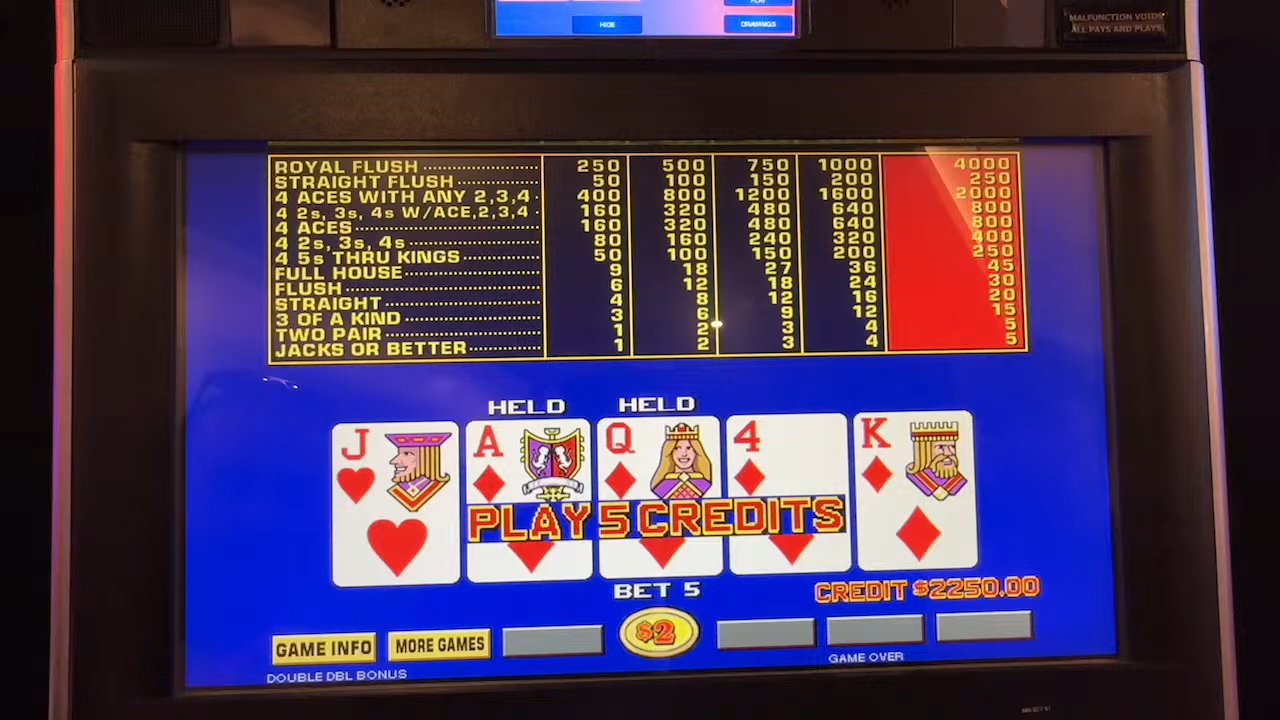 PLAY
HIDE
DRAWINGS
MALFUNCTION VOIDS
ALL PAYS AND PLAYS
ROYAL FLUSH 250 500 750 1000 4000
STRAIGHT FLUSH 50 100 150 200 250
4 ACES WITH ANY 2,3,4 400 800 1200 1600 2000
4 2s, 3s, 4s W/ACE,2,3,4 160 320 480 640 800
4 ACES 160 320 480 640 800
4 2s, 3s, 4s 80 160 240 320 400
4 5s THRU KINGS 50 100 150 200 250
FULL HOUSE 9 18 27 36 45
FLUSH 6 12 18 24 30
STRAIGHT 4 8 12 16 20
3 OF A KIND 3 6 9 12 15
TWO PAIR 1 2 3 4 5
JACKS OR BETTER 1 2 3 4 5
HELD HELD
J A Q 4 K
PLAY 5 CREDITS
BET 5
CREDIT $2250.00
GAME INFO MORE GAMES $2
GAME OVER
DOUBLE DBL BONUS